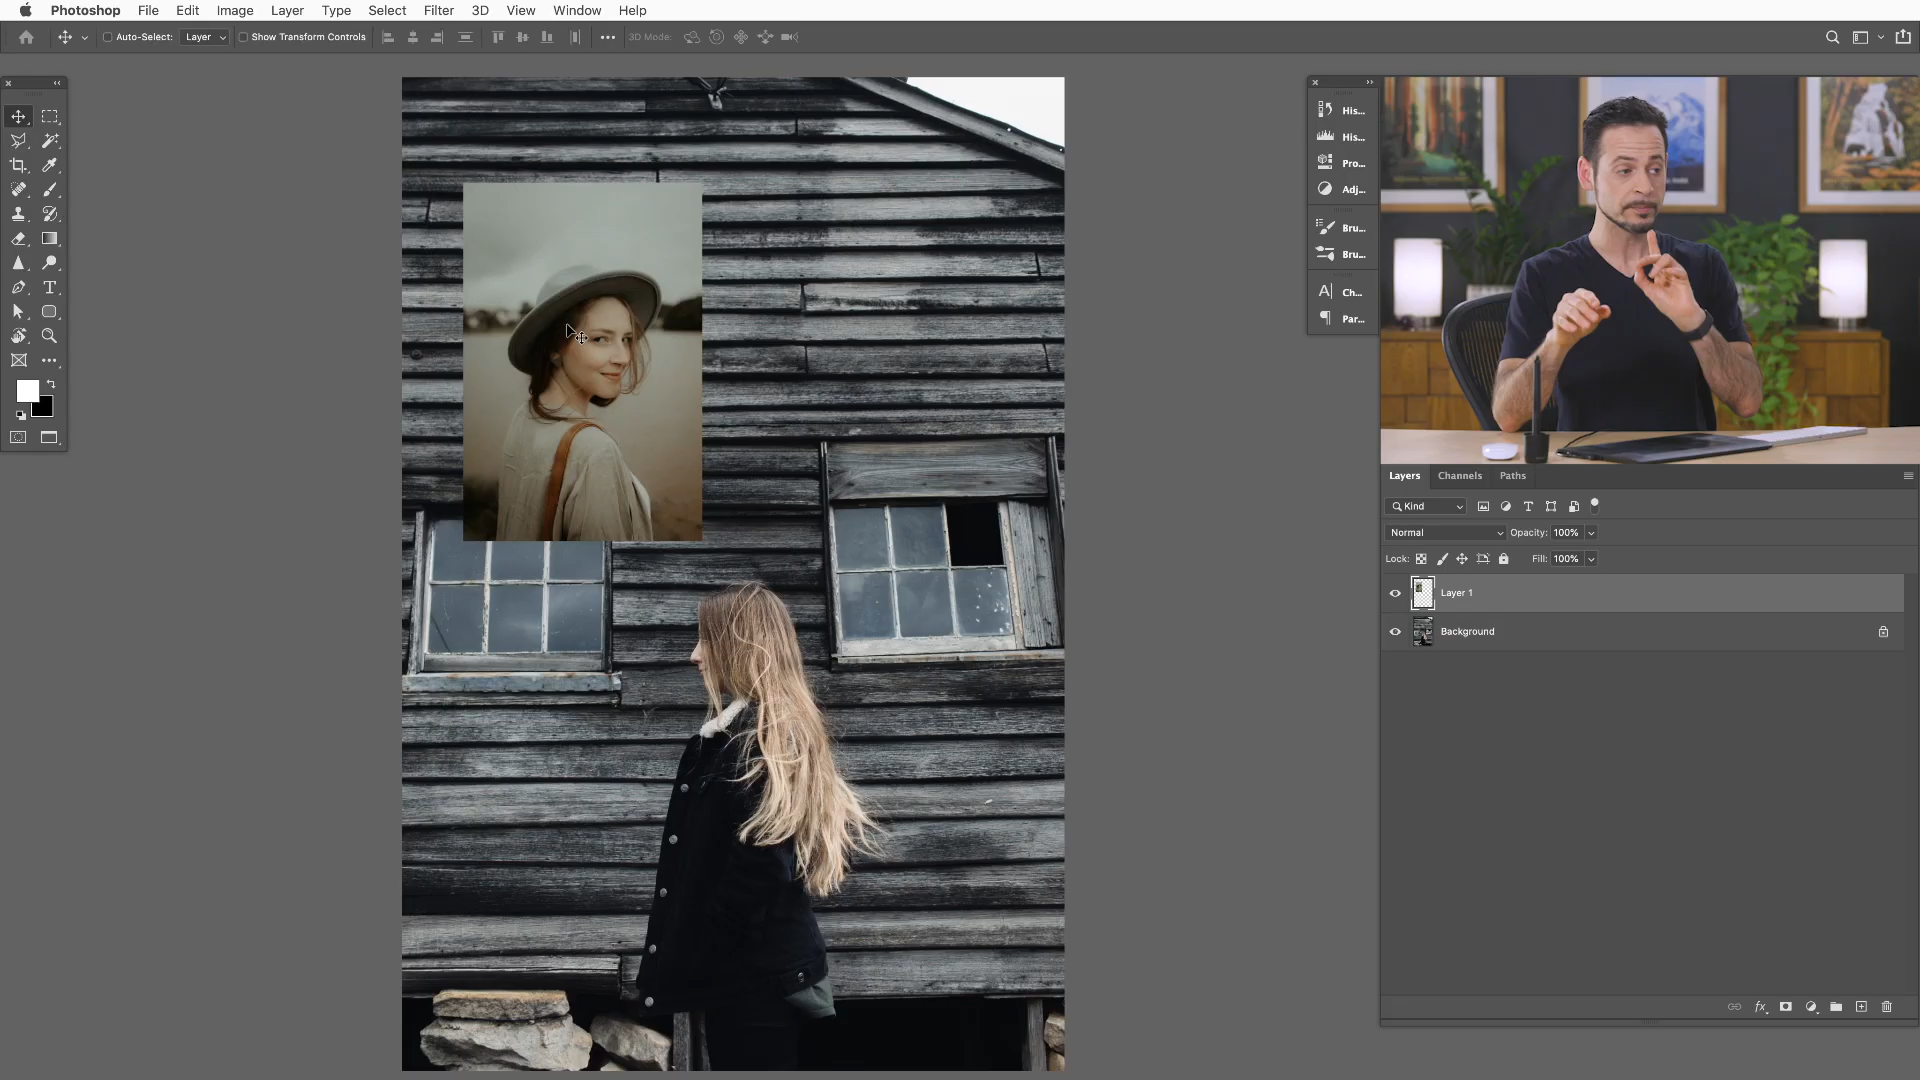 Photoshop File Edit Image Layer Type Select Filter 3D View Window Help
Auto-Select: Layer Show Transform Controls 3D Mode:
His...
His...
Pro...
Adj...
Bru...
Bru...
Ch...
Par...
Layers Channels Paths
Kind
Normal Opacity: 100%
Lock: Fill: 100%
Layer 1
Background